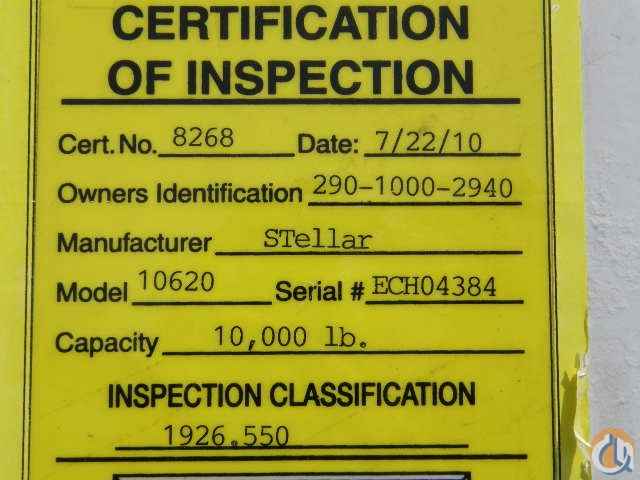 CERTIFICATION
OF INSPECTION
Cert. No. 8268 Date: 7/22/10
Owners Identification 290-1000-2940
Manufacturer STellar
Model 10620 Serial # ECH04384
Capacity 10,000 lb.
INSPECTION CLASSIFICATION
1926.550